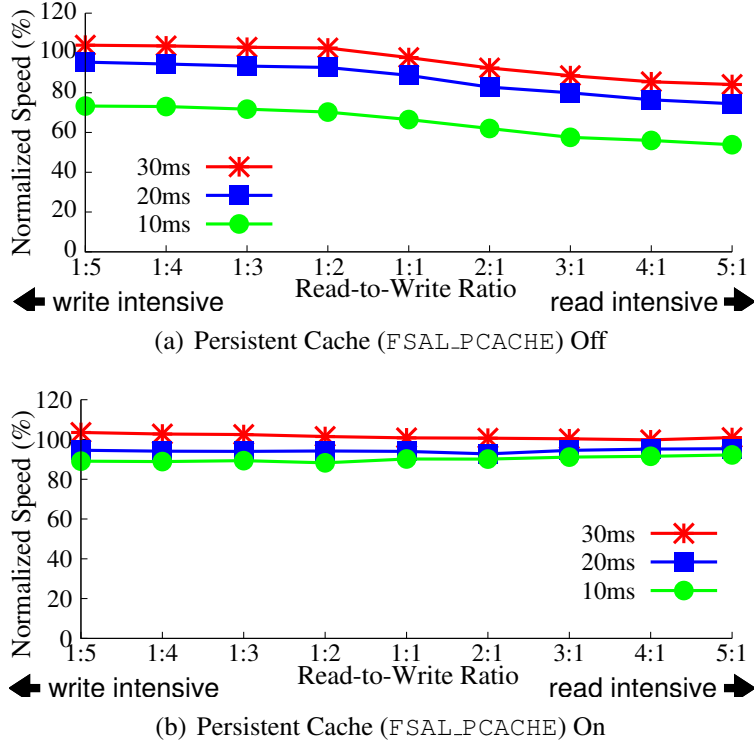 120
100
80
60
40
20
0
Normalized Speed (%)
30ms
20ms
10ms
1:5 1:4 1:3 1:2 1:1 2:1 3:1 4:1 5:1
write intensive Read-to-Write Ratio read intensive
(a) Persistent Cache (FSAL_PCACHE) Off
120
100
80
60
40
20
0
Normalized Speed (%)
30ms
20ms
10ms
1:5 1:4 1:3 1:2 1:1 2:1 3:1 4:1 5:1
write intensive Read-to-Write Ratio read intensive
(b) Persistent Cache (FSAL_PCACHE) On